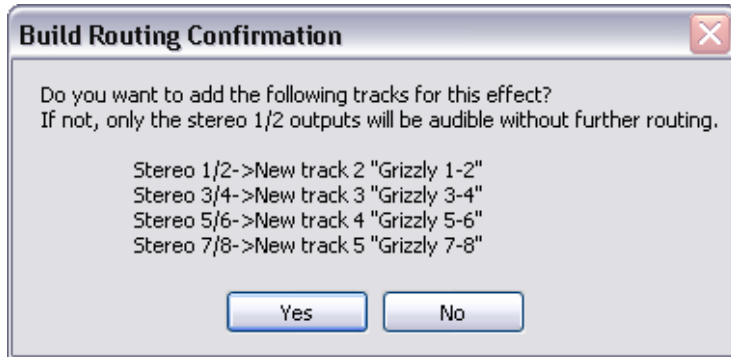 Build Routing Confirmation
Do you want to add the following tracks for this effect?
If not, only the stereo 1/2 outputs will be audible without further routing.
Stereo 1/2->New track 2 "Grizzly 1-2"
Stereo 3/4->New track 3 "Grizzly 3-4"
Stereo 5/6->New track 4 "Grizzly 5-6"
Stereo 7/8->New track 5 "Grizzly 7-8"
Yes
No